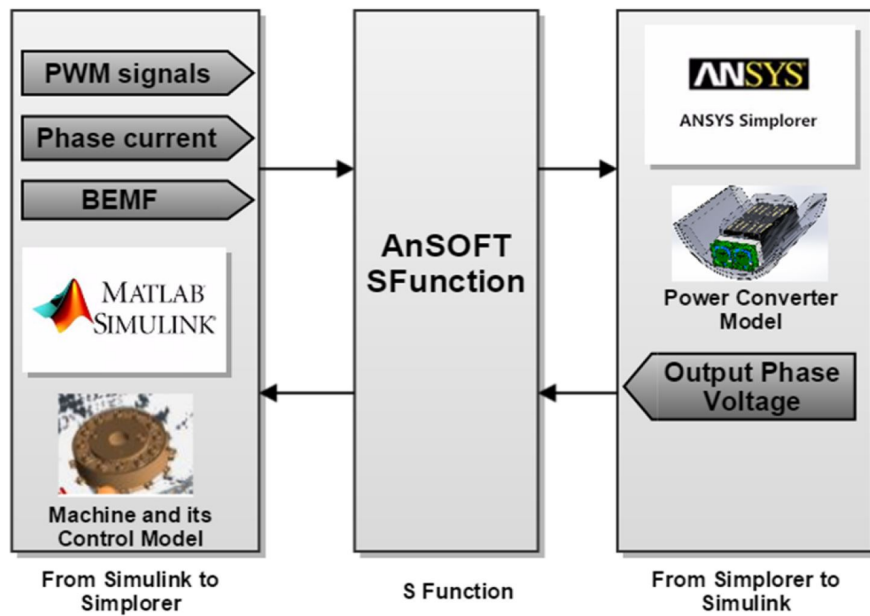 PWM signals
Phase current
BEMF
MATLAB
SIMULINK®
Machine and its
Control Model
From Simulink to
Simplorer
AnSOFT
SFunction
S Function
ANSYS®
ANSYS Simplorer
Power Converter
Model
Output Phase
Voltage
From Simplorer to
Simulink